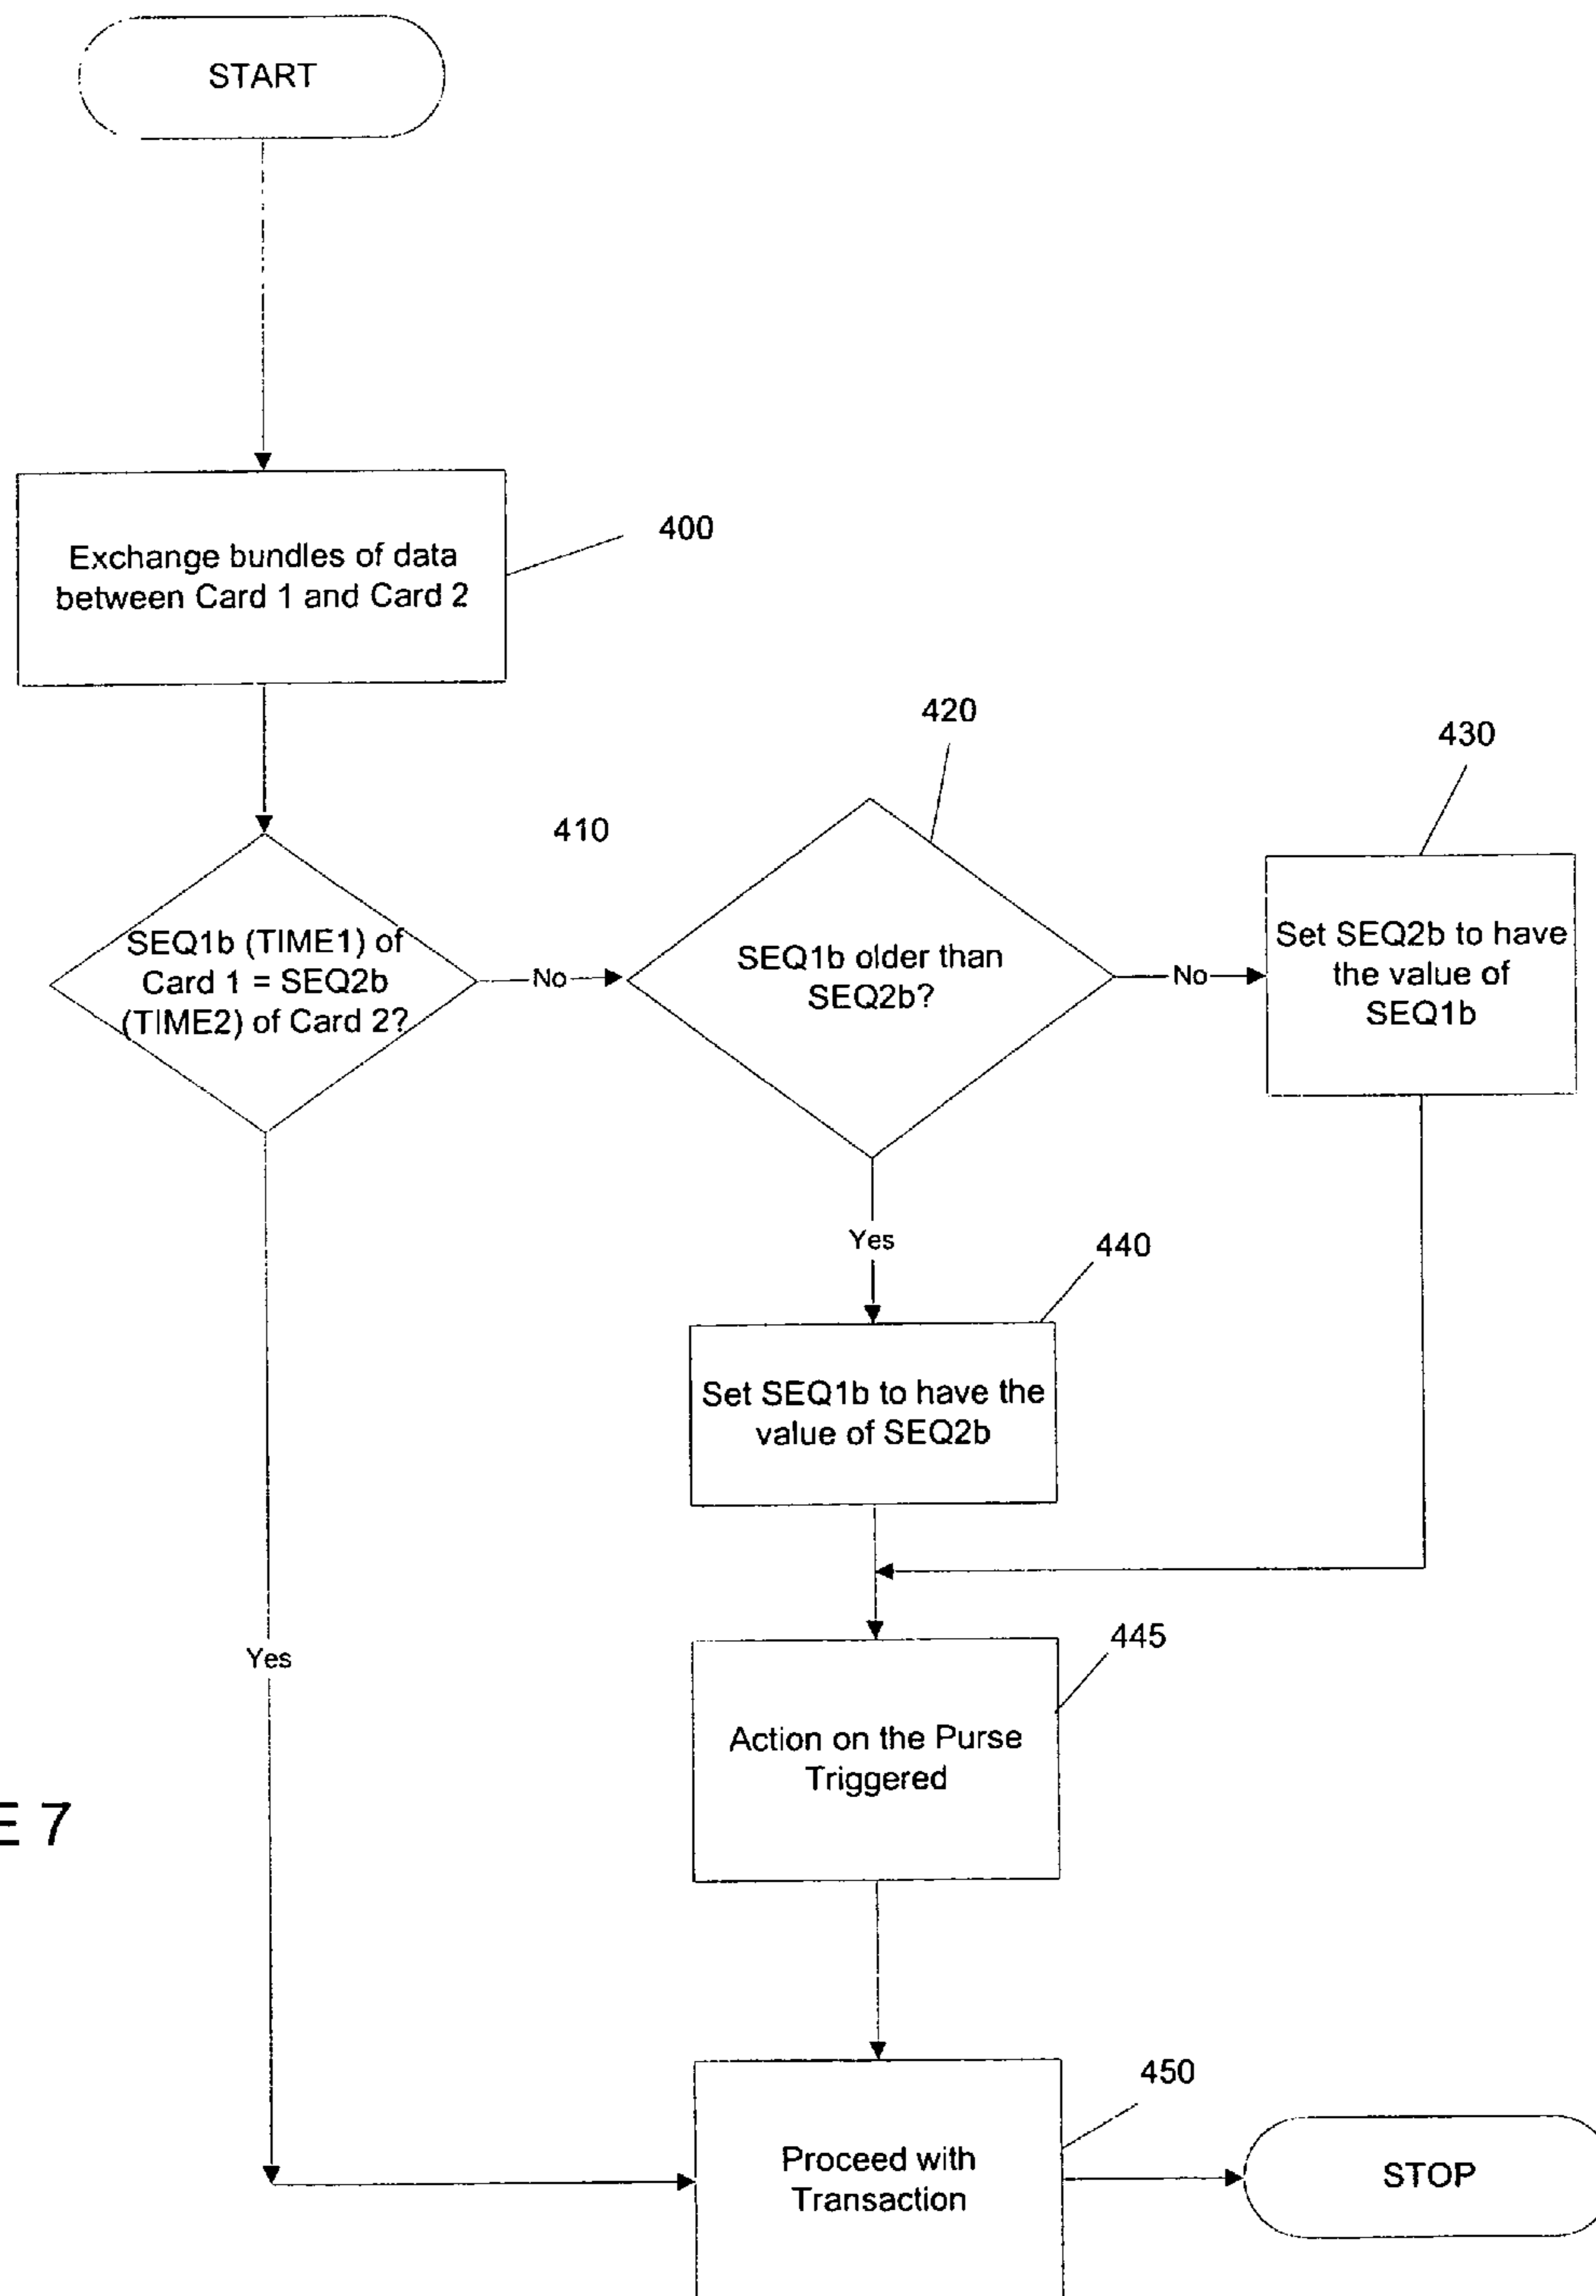 START
400
Exchange bundles of data
between Card 1 and Card 2
420
430
410
SEQ1b (TIME1) of
Card 1 = SEQ2b
(TIME2) of Card 2?
No
SEQ1b older than
SEQ2b?
No
Set SEQ2b to have
the value of
SEQ1b
Yes
440
Set SEQ1b to have the
value of SEQ2b
445
Yes
Action on the Purse
Triggered
E 7
450
Proceed with
Transaction
STOP